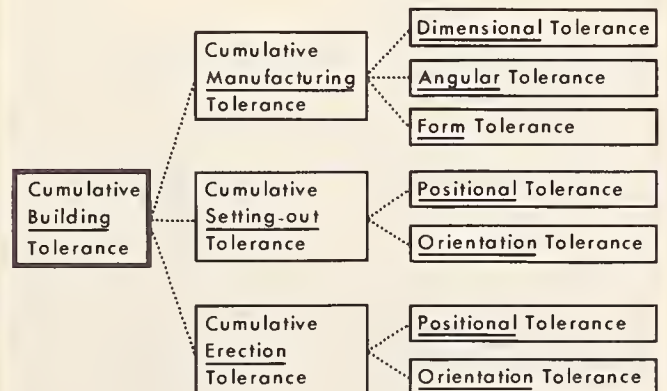 Cumulative
Building
Tolerance
Cumulative
Manufacturing
Tolerance
Dimensional Tolerance
Angular Tolerance
Form Tolerance
Cumulative
Setting-out
Tolerance
Positional Tolerance
Orientation Tolerance
Cumulative
Erection
Tolerance
Positional Tolerance
Orientation Tolerance